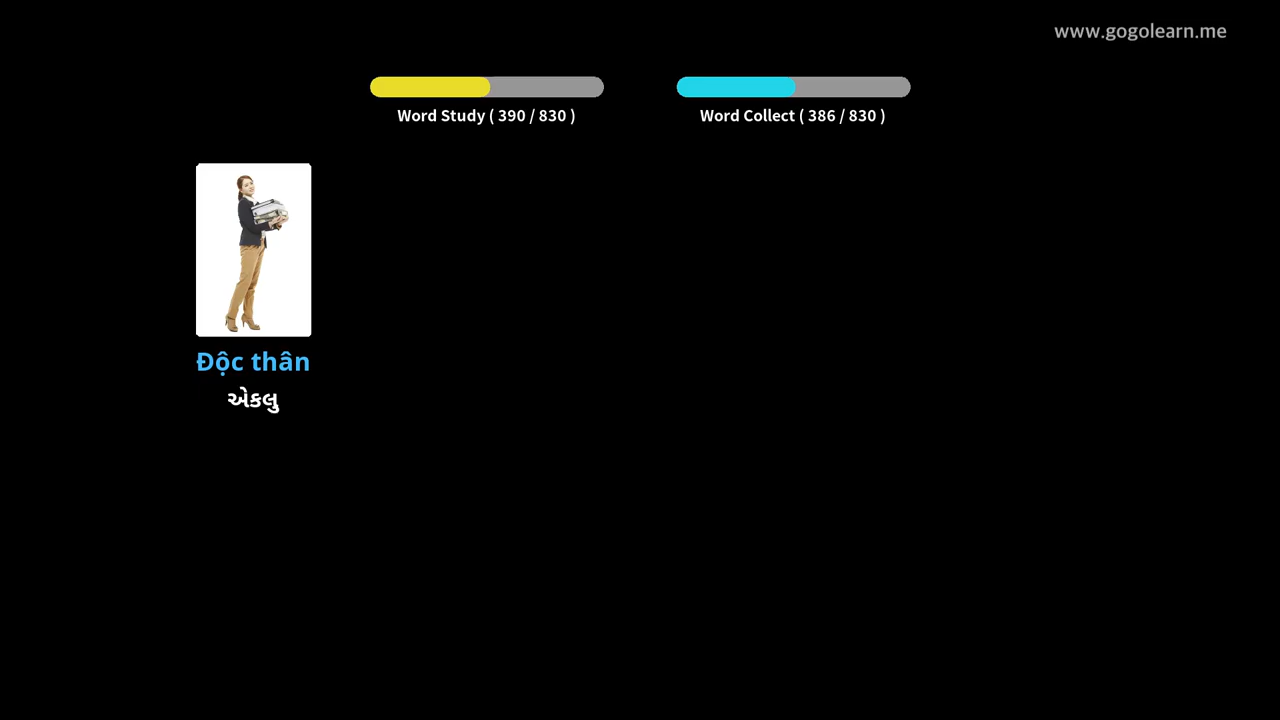 www.gogolearn.me
Word Study ( 390 / 830 )
Word Collect ( 386 / 830 )
Độc thân
એકલુ